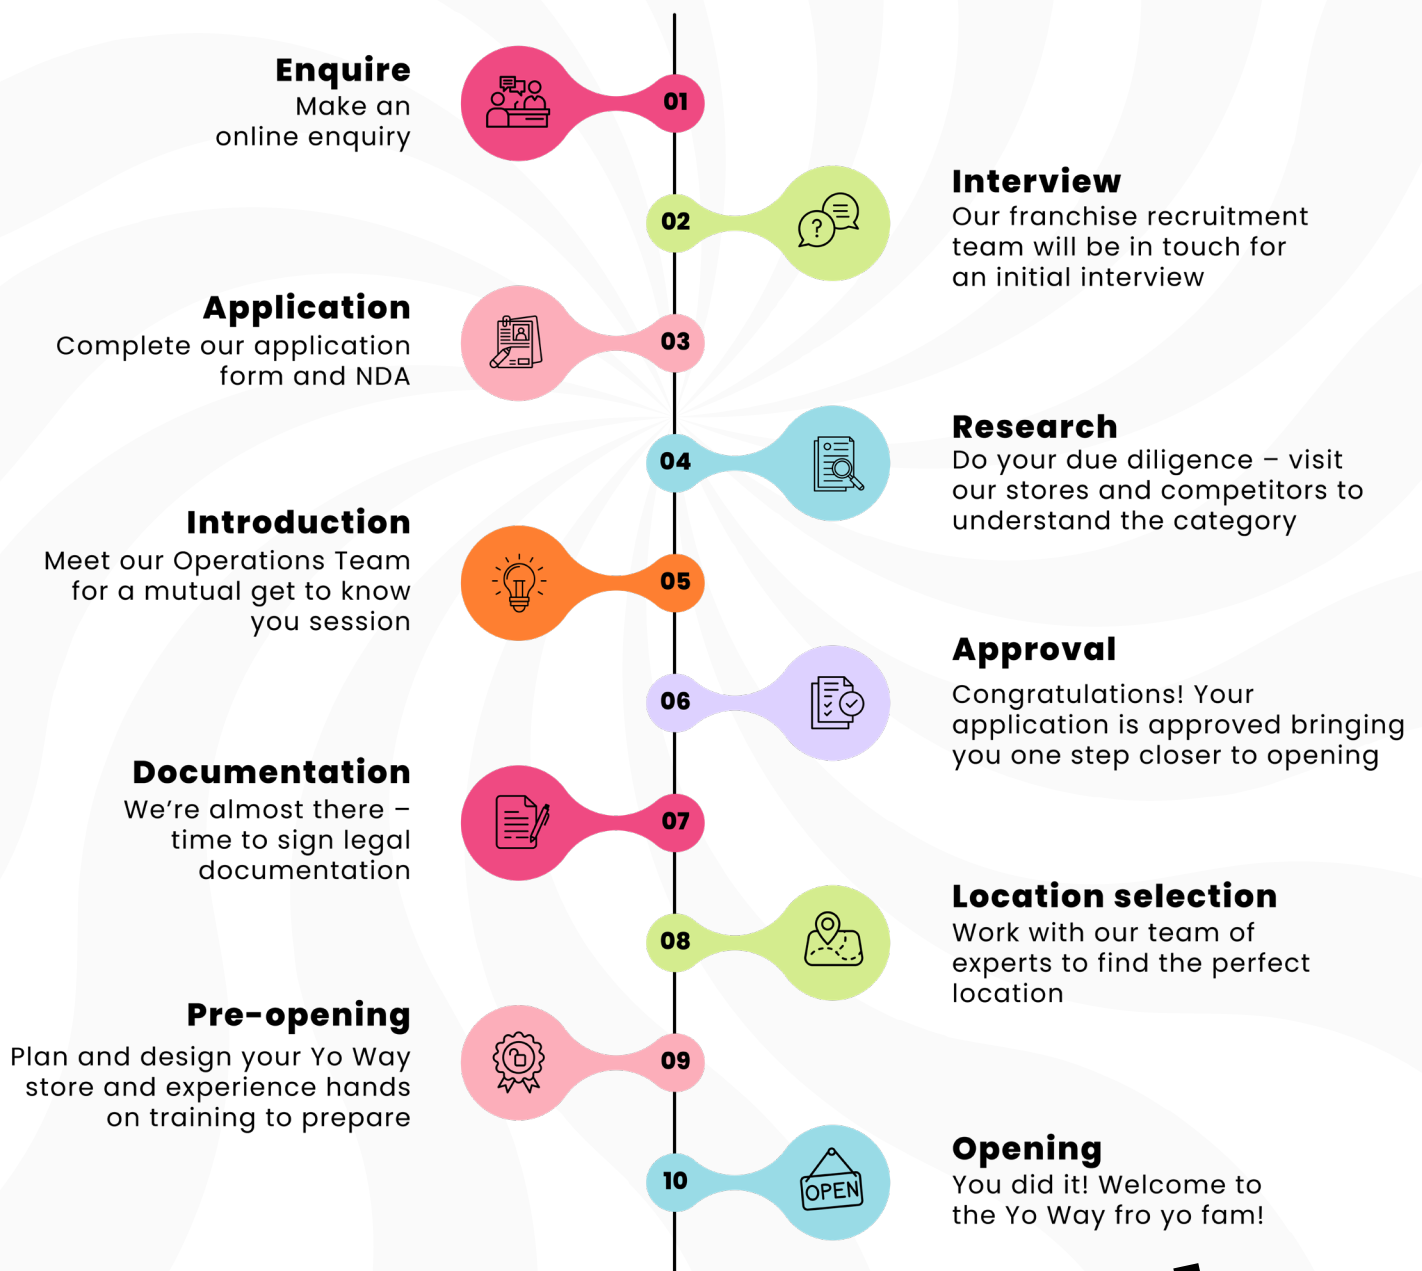 Enquire
Make an
online enquiry
01
02
Interview
Our franchise recruitment
team will be in touch for
an initial interview
Application
Complete our application
form and NDA
03
04
Research
Do your due diligence – visit
our stores and competitors to
understand the category
Introduction
Meet our Operations Team
for a mutual get to know
you session
05
06
Approval
Congratulations! Your
application is approved bringing
you one step closer to opening
Documentation
We’re almost there –
time to sign legal
documentation
07
08
Location selection
Work with our team of
experts to find the perfect
location
Pre-opening
Plan and design your Yo Way
store and experience hands
on training to prepare
09
10
OPEN
Opening
You did it! Welcome to
the Yo Way fro yo fam!